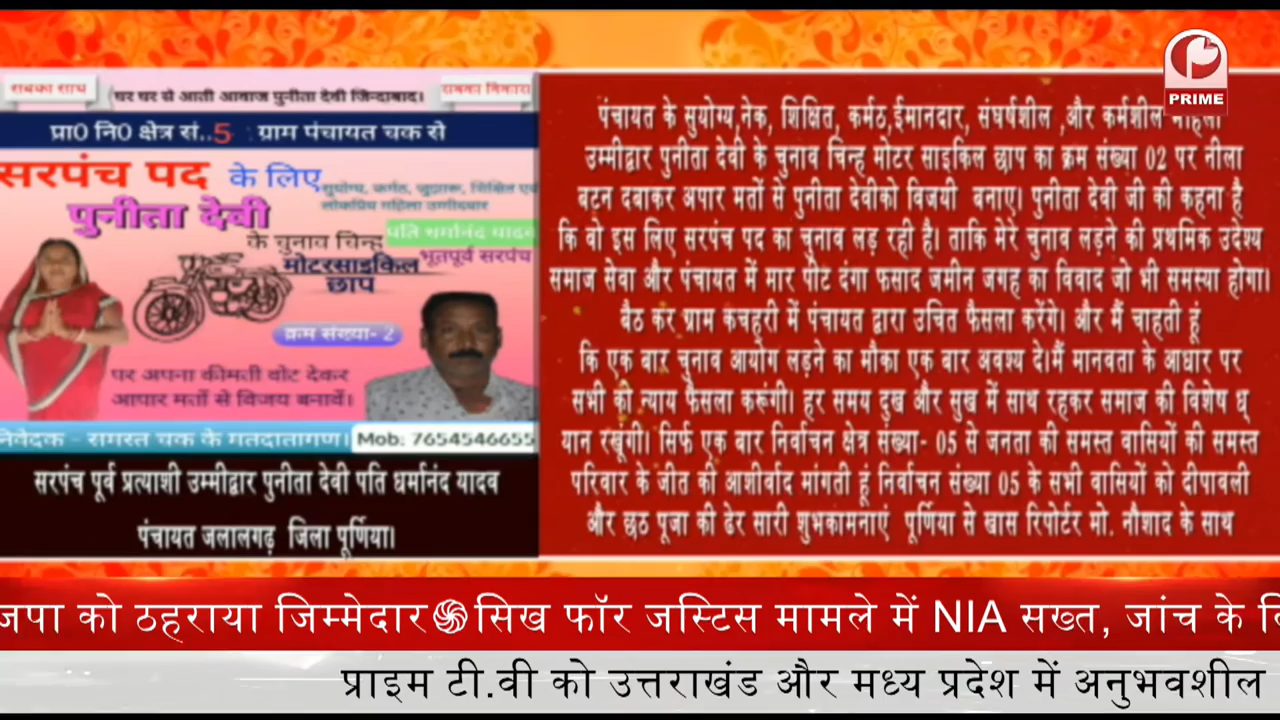 सबका साथ
घर घर से आती आवाज पुनीता देवी जिन्दाबाद।
सबका विकास
प्रा0 नि0 क्षेत्र सं..5 : ग्राम पंचायत चक से
सरपंच पद के लिए
सुयोग्य, कर्मठ, जुझारू, शिक्षित एवं
लोकप्रिय महिला उम्मीदवार
पुनीता देवी
पति धर्मानंद यादव
भूतपूर्व सरपंच
के चुनाव चिन्ह
मोटरसाइकिल
छाप
क्रम संख्या- 2
पर अपना कीमती वोट देकर
आपार मतों से विजय बनावें।
निवेदक - रामरत चक के मतदातागण।
Mob: 7654546655
सरपंच पूर्व प्रत्याशी उम्मीद्वार पुनीता देवी पति धर्मानंद यादव
पंचायत जलालगढ़ जिला पूर्णिया।
PRIME
पंचायत के सुयोग्य,नेक, शिक्षित, कर्मठ,ईमानदार, संघर्षशील ,और कर्मशील महिला
उम्मीद्वार पुनीता देवी के चुनाव चिन्ह मोटर साइकिल छाप का क्रम संख्या 02 पर नीला
बटन दबाकर अपार मतों से पुनीता देवीको विजयी बनाए। पुनीता देवी जी की कहना है
कि वो इस लिए सरपंच पद का चुनाव लड़ रही है। ताकि मेरे चुनाव लड़ने की प्रथमिक उदेश्य
समाज सेवा और पंचायत में मार पीट दंगा फसाद जमीन जगह का विवाद जो भी समस्या होगा।
बैठ कर ग्राम कचहरी में पंचायत द्वारा उचित फैसला करेंगे। और मैं चाहती हूं
कि एक बार चुनाव आयोग लड़ने का मौका एक बार अवश्य दे।मैं मानवता के आधार पर
सभी की न्याय फैसला करूंगी। हर समय दुख और सुख में साथ रहकर समाज की विशेष ध्
यान रखूगी। सिर्फ एक बार निर्वाचन क्षेत्र संख्या- 05 से जनता की समस्त वासियों की समस्त
परिवार के जीत की आशीर्वाद मांगती हूं निर्वाचन संख्या 05 के सभी वासियों को दीपावली
और छठ पूजा की ढेर सारी शुभकामनाएं पूर्णिया से खास रिपोर्टर मो. नौशाद के साथ
जपा को ठहराया जिम्मेदार सिख फॉर जस्टिस मामले में NIA सख्त, जांच के लि
प्राइम टी.वी को उत्तराखंड और मध्य प्रदेश में अनुभवशील